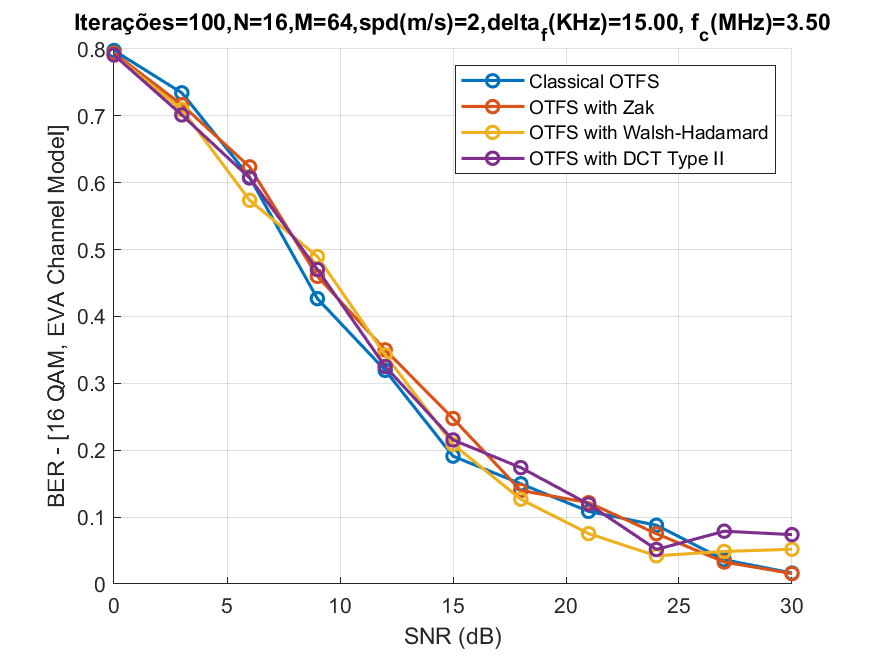 Iterações=100,N=16,M=64,spd(m/s)=2,delta_f(KHz)=15.00, f_c(MHz)=3.50
0.8
0.7
0.6
0.5
0.4
0.3
0.2
0.1
0
BER - [16 QAM, EVA Channel Model]
Classical OTFS
OTFS with Zak
OTFS with Walsh-Hadamard
OTFS with DCT Type II
0 5 10 15 20 25 30
SNR (dB)